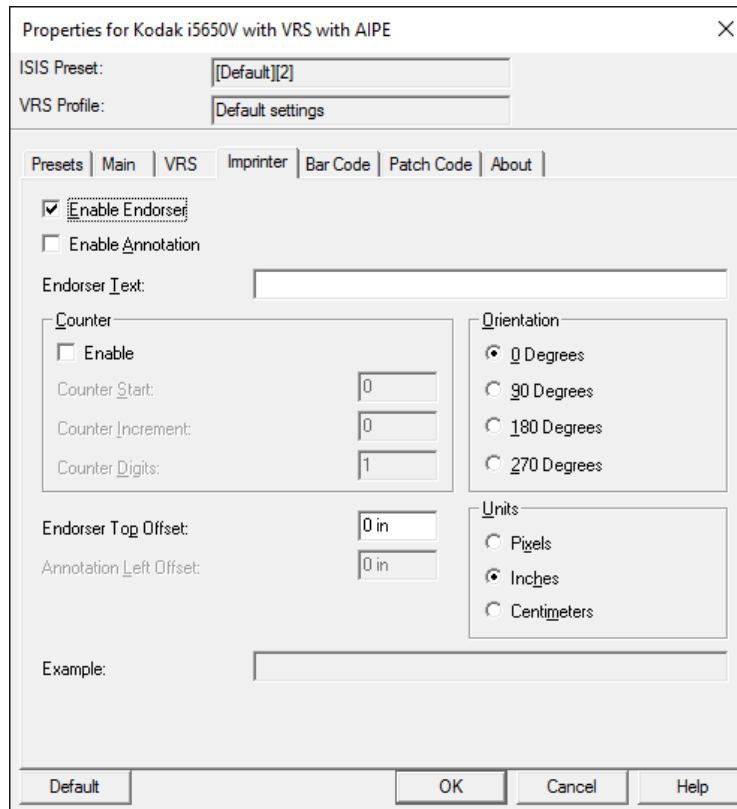 Properties for Kodak i5650V with VRS with AIPE
ISIS Preset: [Default][2]
VRS Profile: Default settings
Presets Main VRS Imprinter Bar Code Patch Code About
Enable Endorser
Enable Annotation
Endorser Text:
Counter
Enable
Counter Start: 0
Counter Increment: 0
Counter Digits: 1
Orientation
0 Degrees
90 Degrees
180 Degrees
270 Degrees
Endorser Top Offset: 0 in
Annotation Left Offset: 0 in
Units
Pixels
Inches
Centimeters
Example:
Default OK Cancel Help